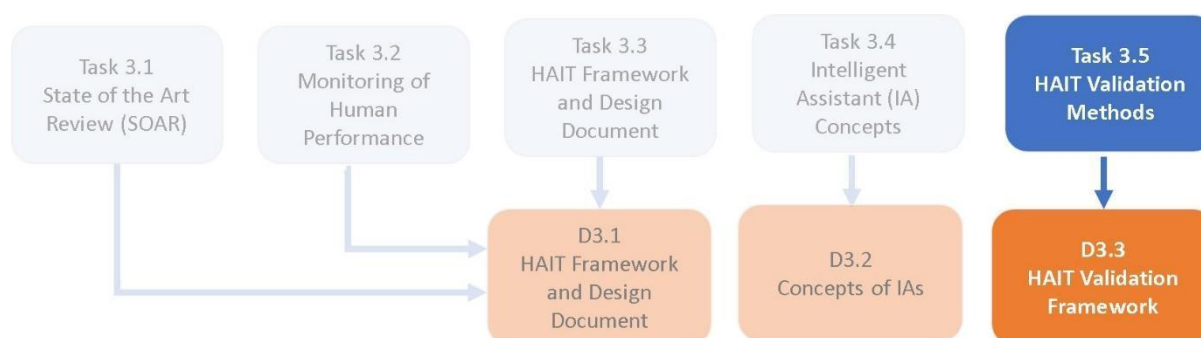 Task 3.1
State of the Art
Review (SOAR)
Task 3.2
Monitoring of
Human
Performance
Task 3.3
HAIT Framework
and Design
Document
Task 3.4
Intelligent
Assistant (IA)
Concepts
Task 3.5
HAIT Validation
Methods
D3.1
HAIT Framework
and Design
Document
D3.2
Concepts of IAs
D3.3
HAIT Validation
Framework